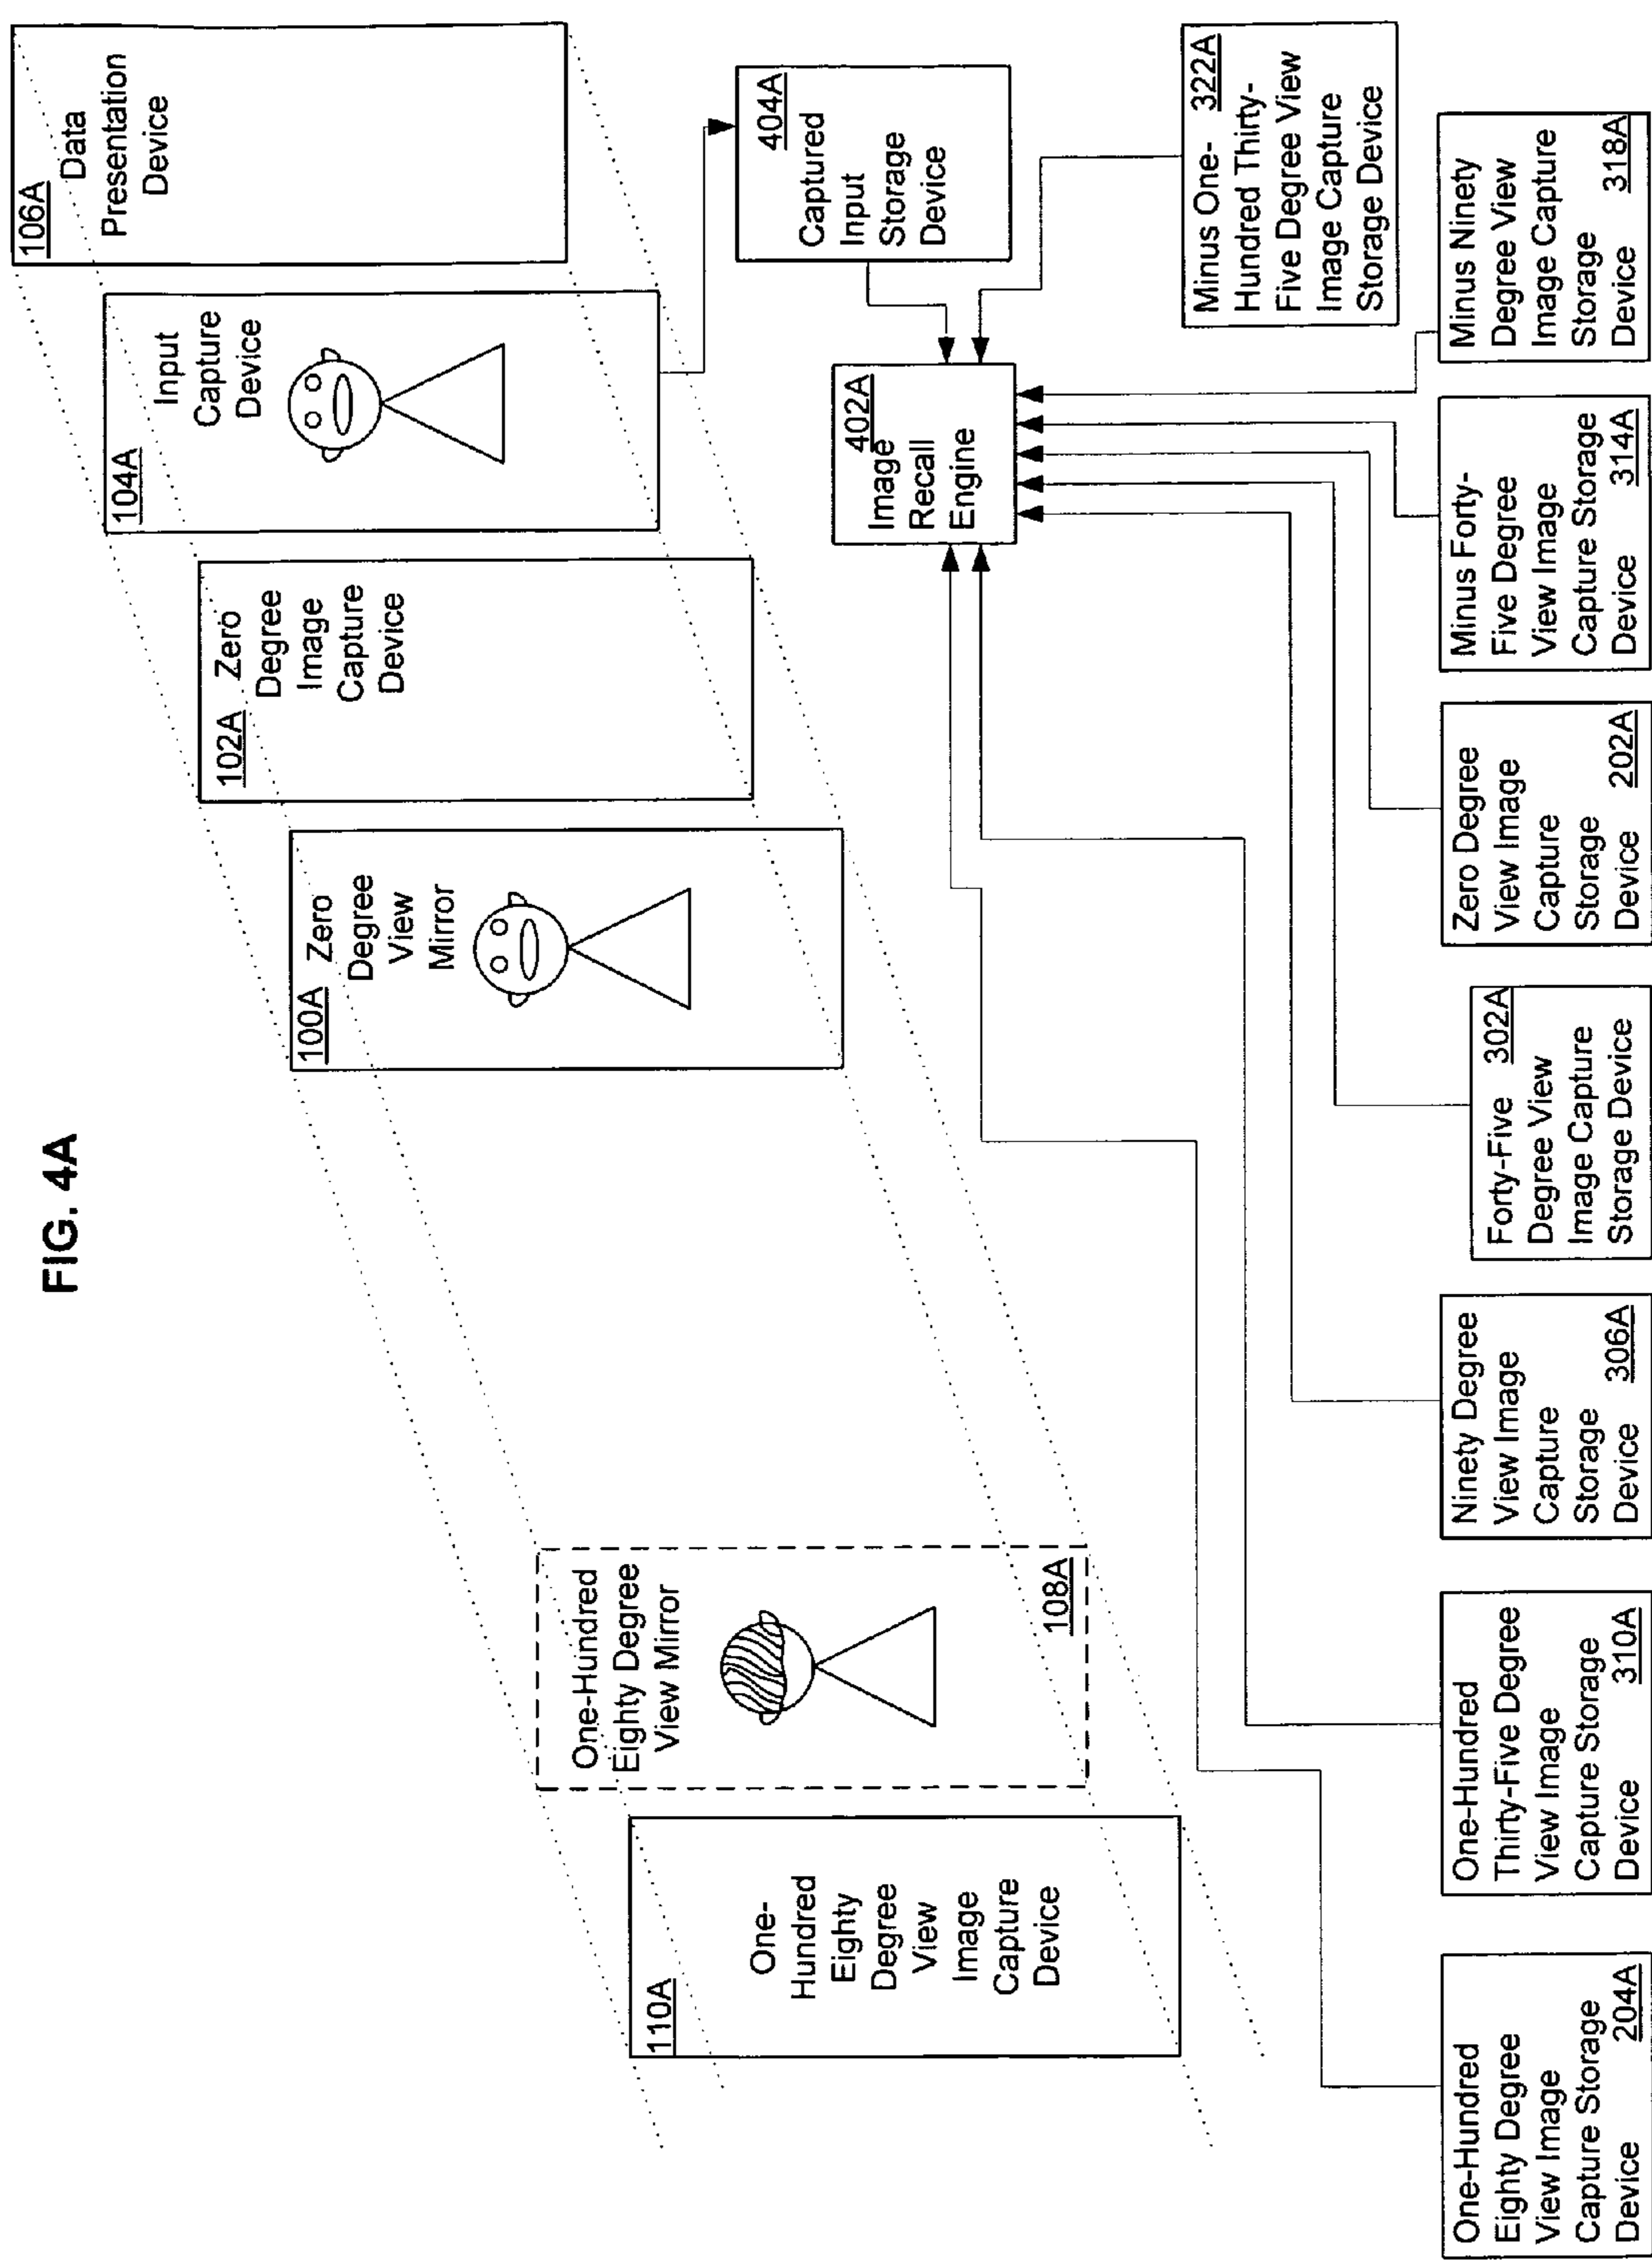 FIG. 4A
106A
Data
Presentation
Device
104A
Input
Capture
Device
102A Zero
Degree
Image
Capture
Device
100A Zero
Degree
View
Mirror
One-Hundred
Eighty Degree
View Mirror
108A
110A
One-
Hundred
Eighty
Degree
View
Image
Capture
Device
404A
Captured
Input
Storage
Device
402A
Image
Recall
Engine
Minus One- 322A
Hundred Thirty-
Five Degree View
Image Capture
Storage Device
One-Hundred
Eighty Degree
View Image
Capture Storage
Device 204A
One-Hundred
Thirty-Five Degree
View Image
Capture Storage
Device 310A
Ninety Degree
View Image
Capture
Storage
Device 306A
Forty-Five 302A
Degree View
Image Capture
Storage Device
Zero Degree
View Image
Capture
Storage
Device 202A
Minus Forty-
Five Degree
View Image
Capture Storage
Device 314A
Minus Ninety
Degree View
Image Capture
Storage
Device 318A